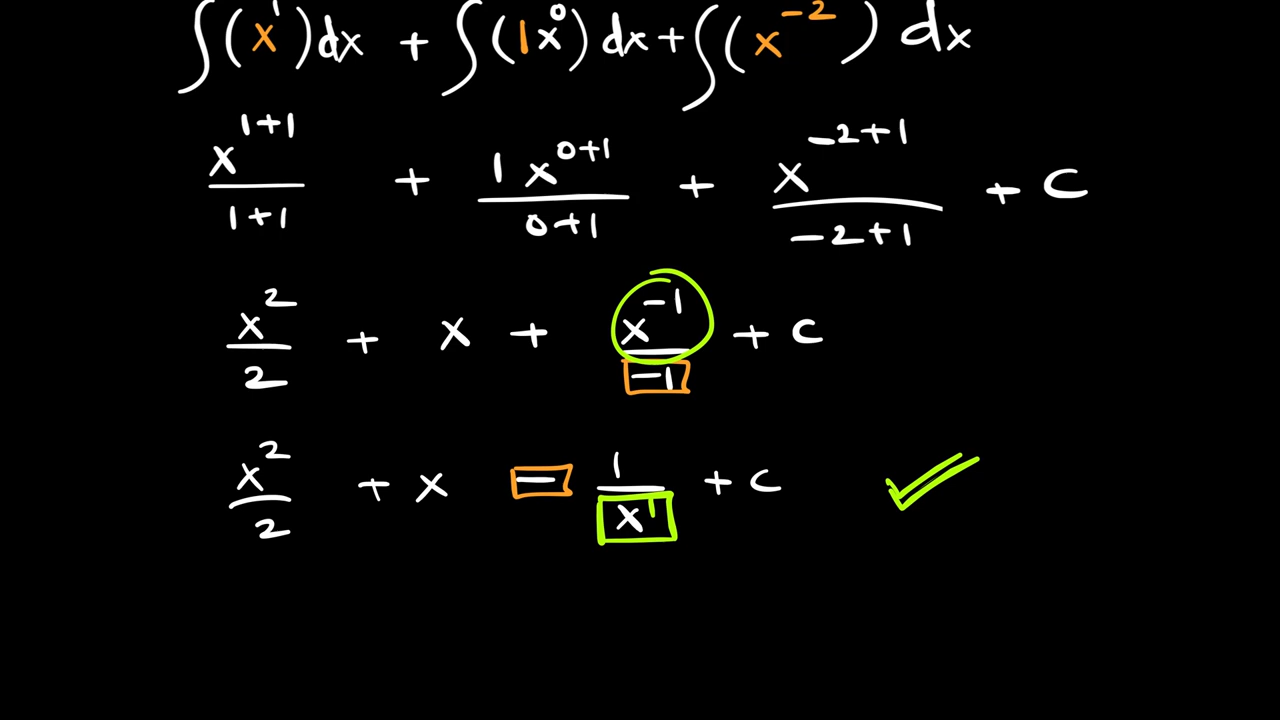 ∫(x¹)dx + ∫(1x⁰)dx + ∫(x⁻²) dx
x¹⁺¹/1+1 + 1x⁰⁺¹/0+1 + x⁻²⁺¹/-2+1 + C
x²/2 + x + x⁻¹/-1 + C
x²/2 + x - 1/x¹ + C